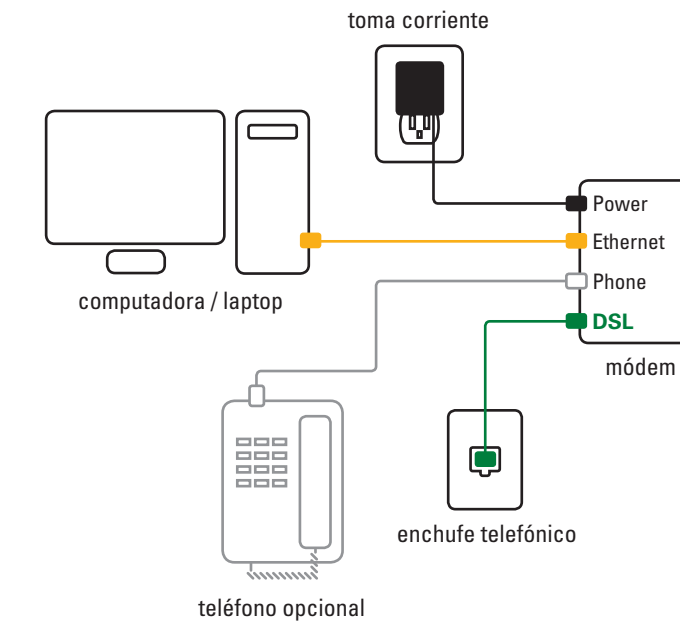 toma corriente
Power
Ethernet
Phone
DSL
computadora / laptop
módem
enchufe telefónico
teléfono opcional